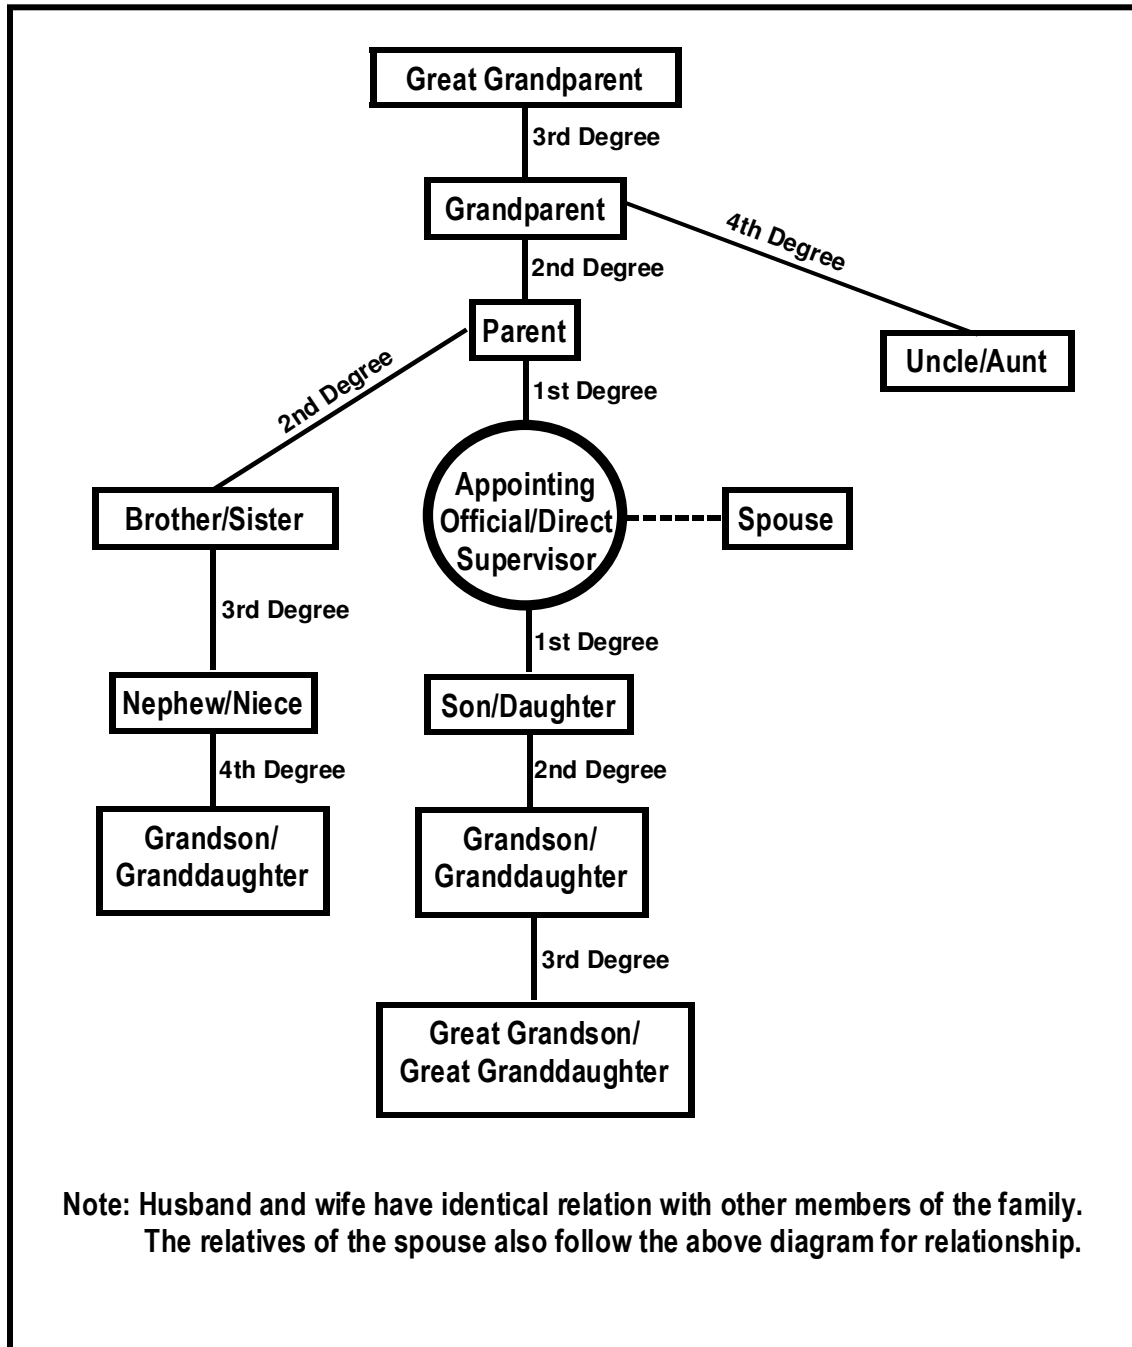 Great Grandparent
3rd Degree
Grandparent
4th Degree
2nd Degree
Parent
Uncle/Aunt
2nd Degree
1st Degree
Appointing
Official/Direct
Supervisor
Brother/Sister
Spouse
3rd Degree
1st Degree
Nephew/Niece
Son/Daughter
4th Degree
2nd Degree
Grandson/
Granddaughter
Grandson/
Granddaughter
3rd Degree
Great Grandson/
Great Granddaughter
Note: Husband and wife have identical relation with other members of the family.
The relatives of the spouse also follow the above diagram for relationship.